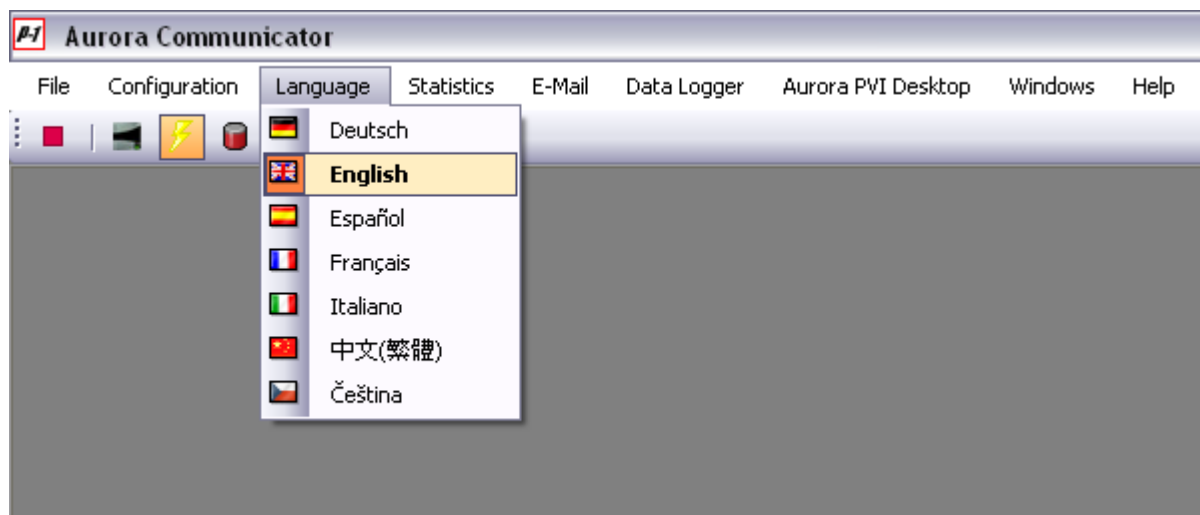 P-1 Aurora Communicator
File Configuration Language Statistics E-Mail Data Logger Aurora PVI Desktop Windows Help
Deutsch
English
Español
Français
Italiano
中文(繁體)
Čeština